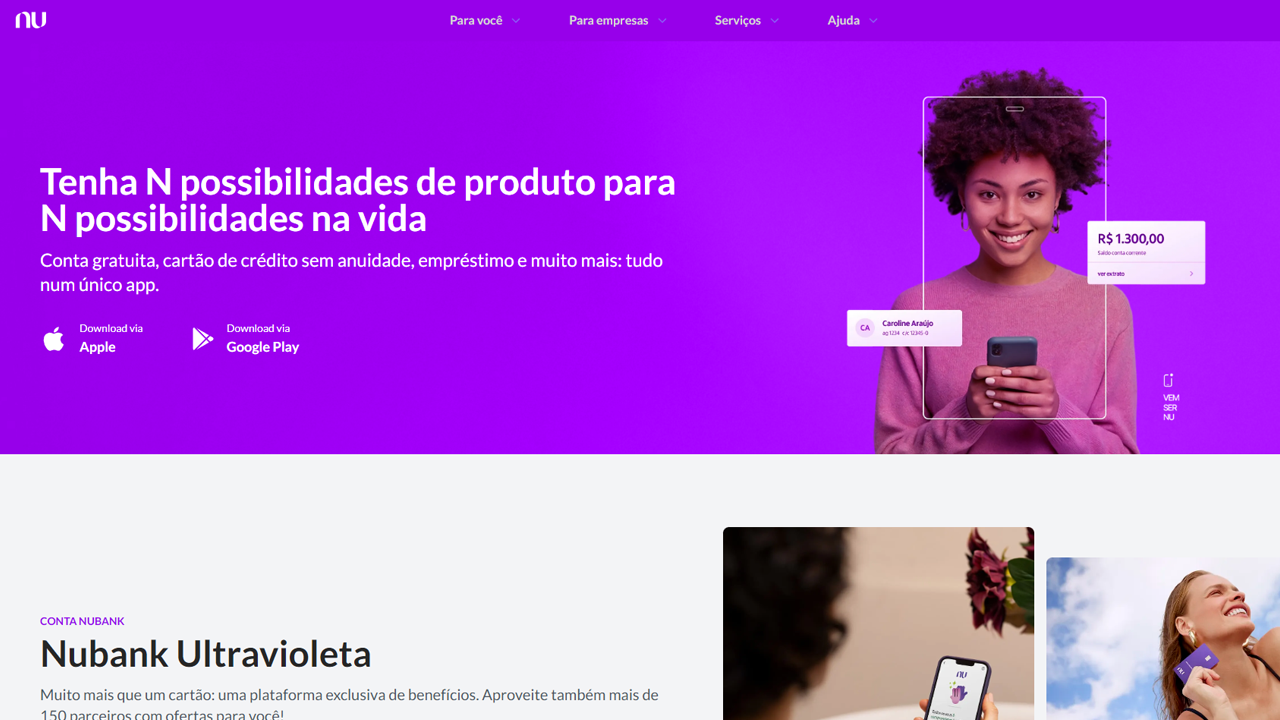 nu
Para você
Para empresas
Serviços
Ajuda
Tenha N possibilidades de produto para
N possibilidades na vida
Conta gratuita, cartão de crédito sem anuidade, empréstimo e muito mais: tudo
num único app.
Download via
Apple
Download via
Google Play
R$ 1.300,00
Saldo conta corrente
ver extrato
CA
Caroline Araújo
ag 1234 c/c 12345-0
VEM
SER
NU
CONTA NUBANK
Nubank Ultravioleta
Muito mais que um cartão: uma plataforma exclusiva de benefícios. Aproveite também mais de
150 parceiros com ofertas para você!
nu